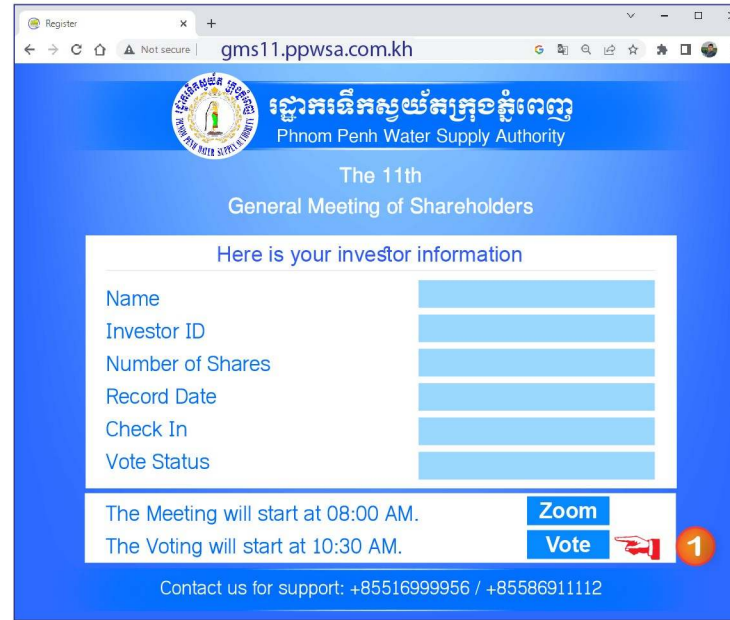 Register
Not secure
gms11.ppwsa.com.kh
រដ្ឋាករទឹកស្វយ័តក្រុងភ្នំពេញ
Phnom Penh Water Supply Authority
The 11th
General Meeting of Shareholders
Here is your investor information
Name
Investor ID
Number of Shares
Record Date
Check In
Vote Status
The Meeting will start at 08:00 AM.
Zoom
The Voting will start at 10:30 AM.
Vote
1
Contact us for support: +85516999956 / +85586911112